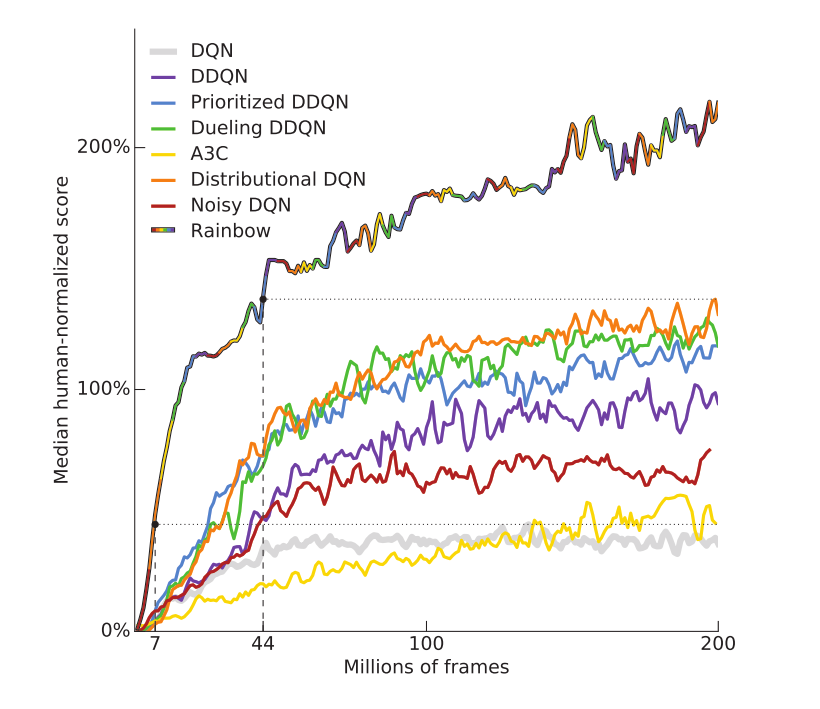 DQN
DDQN
Prioritized DDQN
Dueling DDQN
A3C
Distributional DQN
Noisy DQN
Rainbow
200%
100%
0%
Median human-normalized score
7
44
100
200
Millions of frames